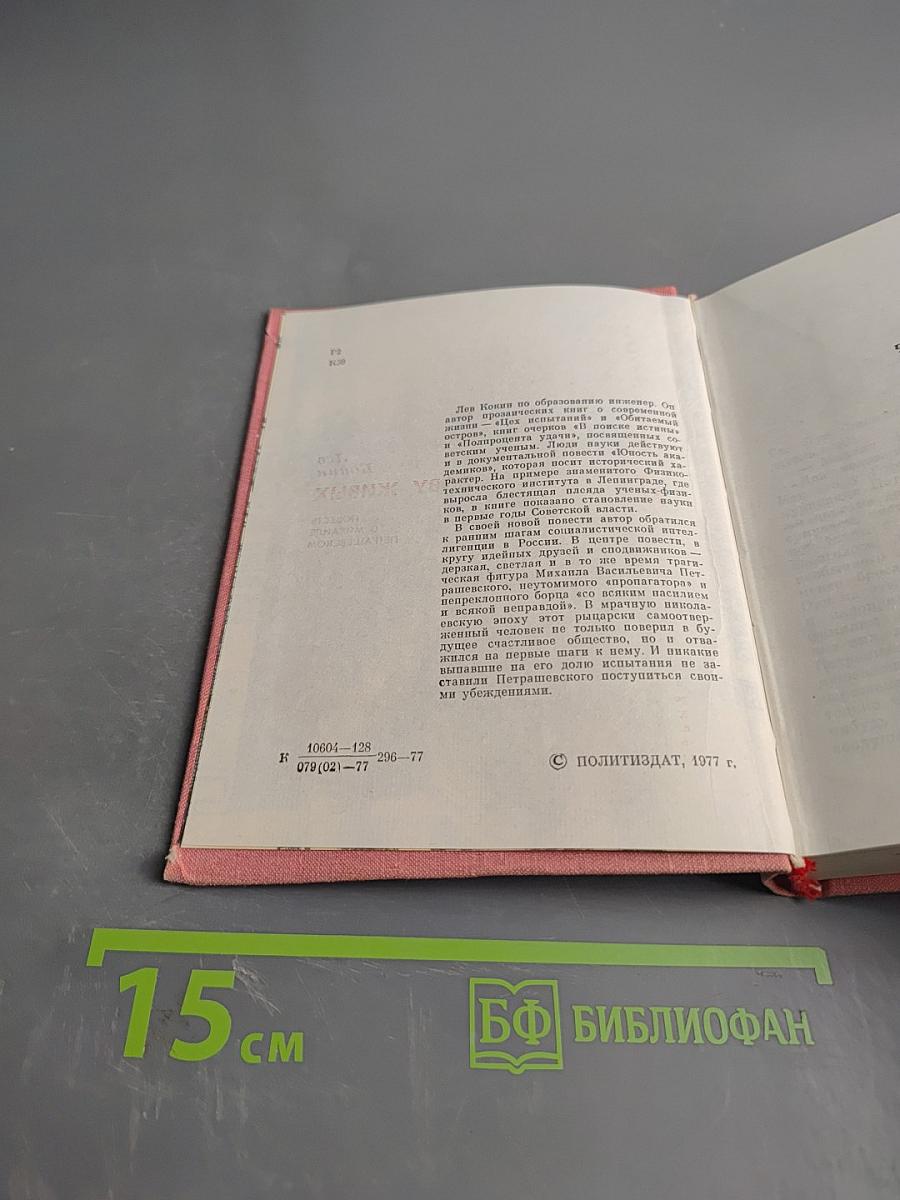 Р2
К59
Лев Кокин по образованию инженер. Он
автор прозаических книг о современной
жизни — «Цех испытаний» и «Обитаемый
остров», книг очерков «В поиске истины»
и «Полпроцента удачи», посвященных со-
ветским ученым. Люди науки действуют
и в документальной повести «Юность ака-
демиков», которая носит исторический ха-
рактер. На примере знаменитого Физико-
технического института в Ленинграде, где
выросла блестящая плеяда ученых-физи-
ков, в книге показано становление науки
в первые годы Советской власти.
В своей новой повести автор обратился
к ранним шагам социалистической интел-
лигенции в России. В центре повести, в
кругу идейных друзей и сподвижников —
дерзкая, светлая и в то же время траги-
ческая фигура Михаила Васильевича Пет-
рашевского, неутомимого «пропагатора» и
непреклонного борца «со всяким насилием
и всякой неправдой». В мрачную никола-
евскую эпоху этот рыцарски самоотвер-
женный человек не только поверил в бу-
дущее счастливое общество, но и отва-
жился на первые шаги к нему. И никакие
выпавшие на его долю испытания не за-
ставили Петрашевского поступиться свои-
ми убеждениями.
К 10604—128
079(02)—77 296—77
© ПОЛИТИЗДАТ, 1977 г.
15 см
БФ БИБЛИОФАН